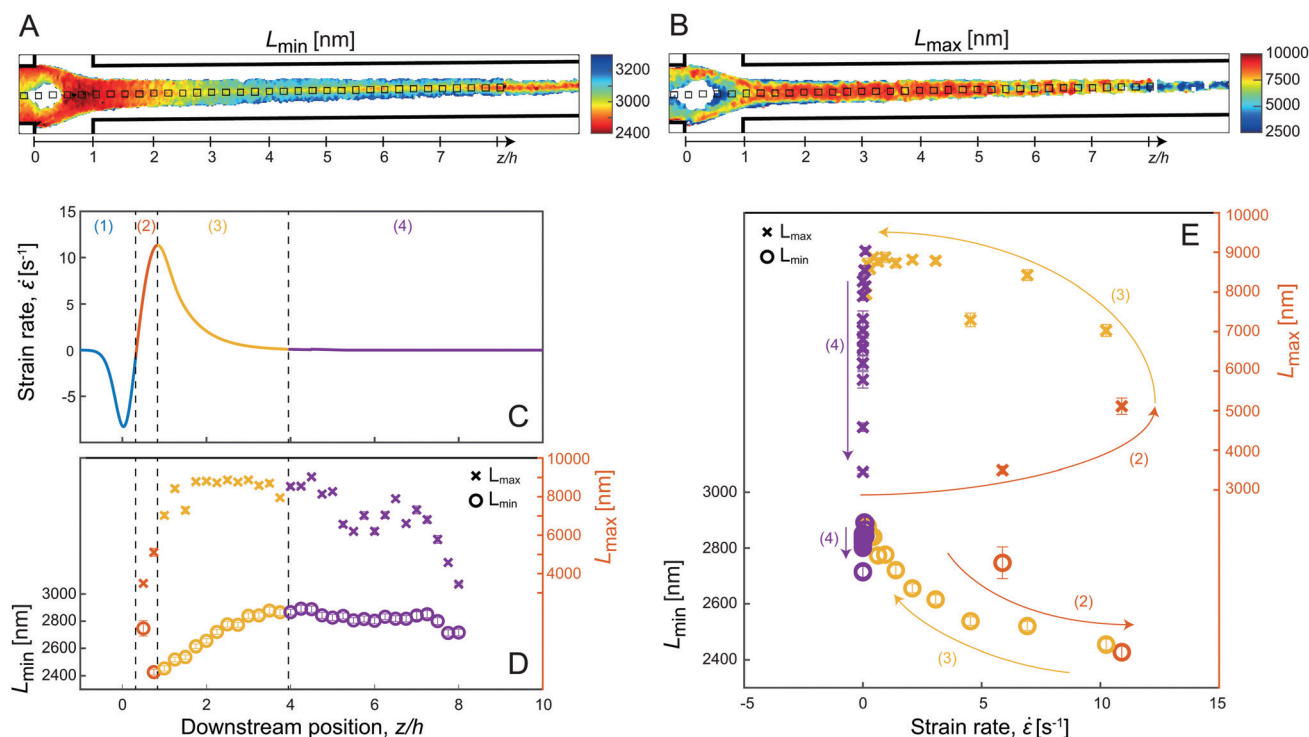 A
L_min [nm]
3200
3000
2400
0 1 2 3 4 5 6 7 z/h
B
L_max [nm]
10000
7500
5000
2500
0 1 2 3 4 5 6 7 z/h
(1) (2) (3) (4)
15
10
5
0
-5
Strain rate, ε̇ [s⁻¹]
C
L_max
L_min
10000
8000
6000
4000
L_max [nm]
3000
2800
2600
2400
L_min [nm]
D
0 2 4 6 8 10
Downstream position, z/h
L_max
L_min
E
(3)
(4)
(2)
10000
9000
8000
7000
6000
5000
4000
3000
L_max [nm]
3000
2800
2600
2400
L_min [nm]
(4)
(2)
(3)
-5 0 5 10 15
Strain rate, ε̇ [s⁻¹]